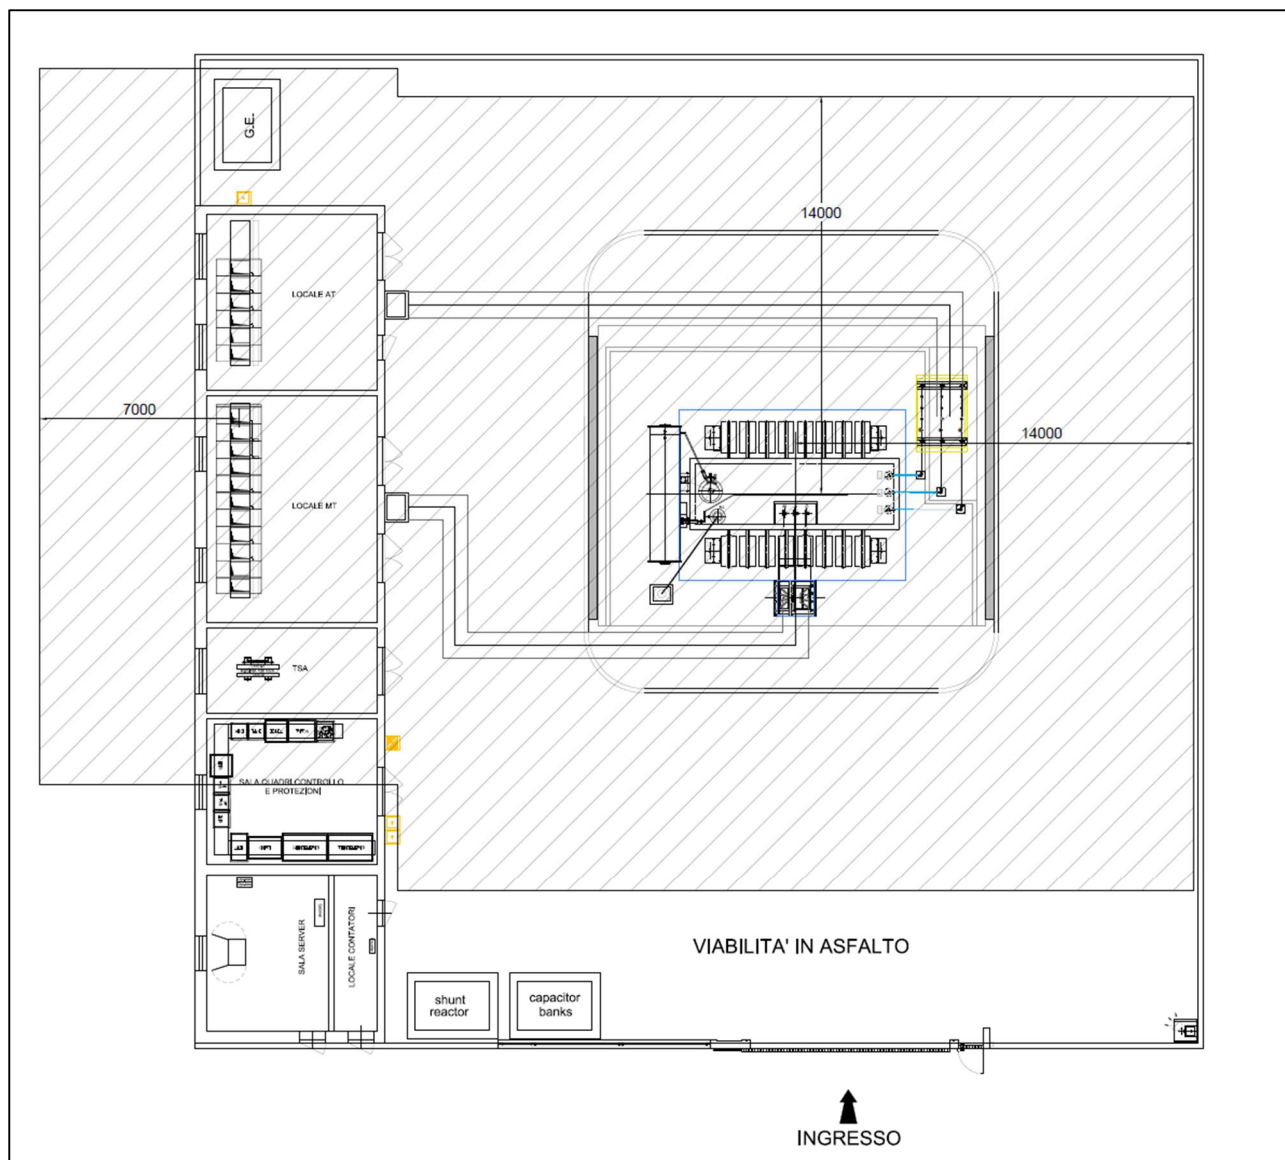 G.E.
14000
LOCALE AT
7000
14000
LOCALE MT
TSA
SALA QUADRI CONTROLLO
E PROTEZIONI
SALA SERVER
LOCALE CONTATORI
VIABILITA' IN ASFALTO
shunt
reactor
capacitor
banks
INGRESSO